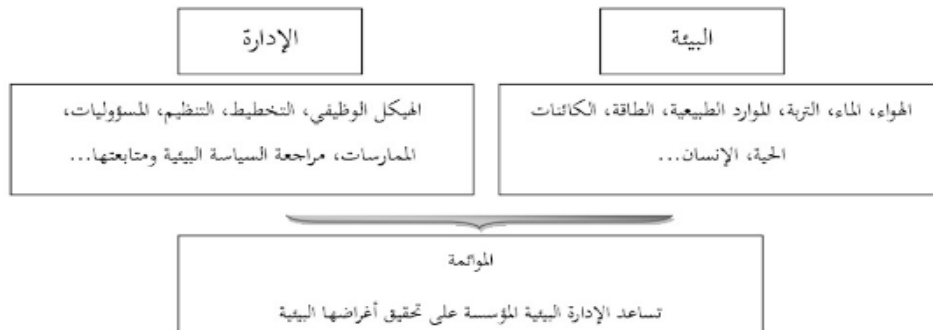 البيئة
الإدارة
الهواء، الماء، التربة، الموارد الطبيعية، الطاقة، الكائنات
الحية، الإنسان...
الهيكل الوظيفي، التخطيط، التنظيم، المسؤوليات،
الممارسات، مراجعة السياسة البيئية ومتابعتها...
الموائمة
تساعد الإدارة البيئية المؤسسة على تحقيق أغراضها البيئية